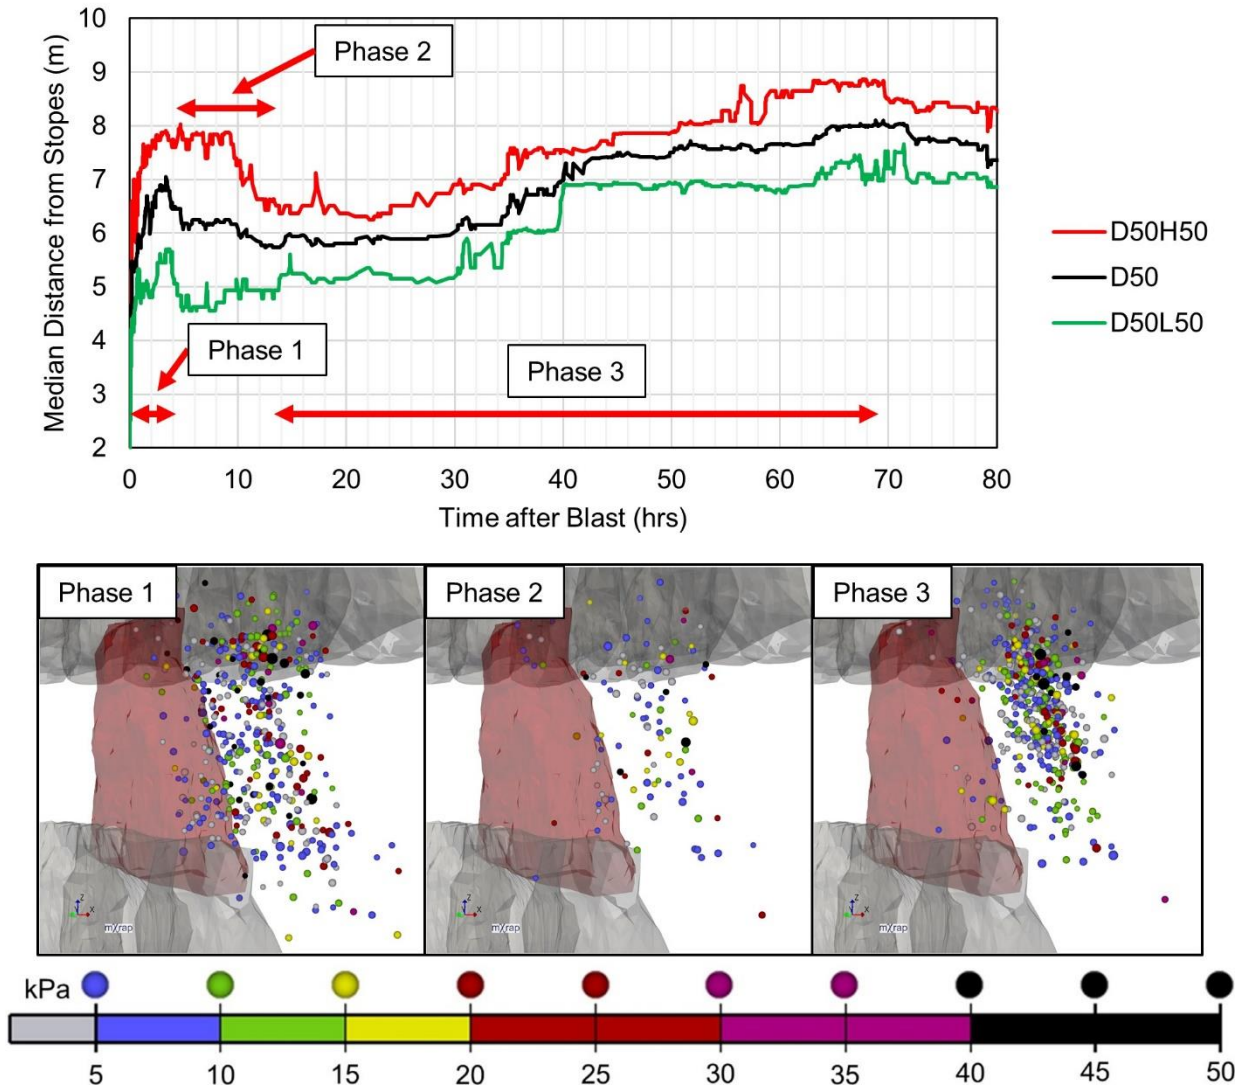 Median Distance from Stopes (m)
10
9
8
7
6
5
4
3
2
Phase 2
Phase 1
Phase 3
0 10 20 30 40 50 60 70 80
Time after Blast (hrs)
D50H50
D50
D50L50
Phase 1 Phase 2 Phase 3
z x z x z x
mXrap mXrap mXrap
kPa
5 10 15 20 25 30 35 40 45 50